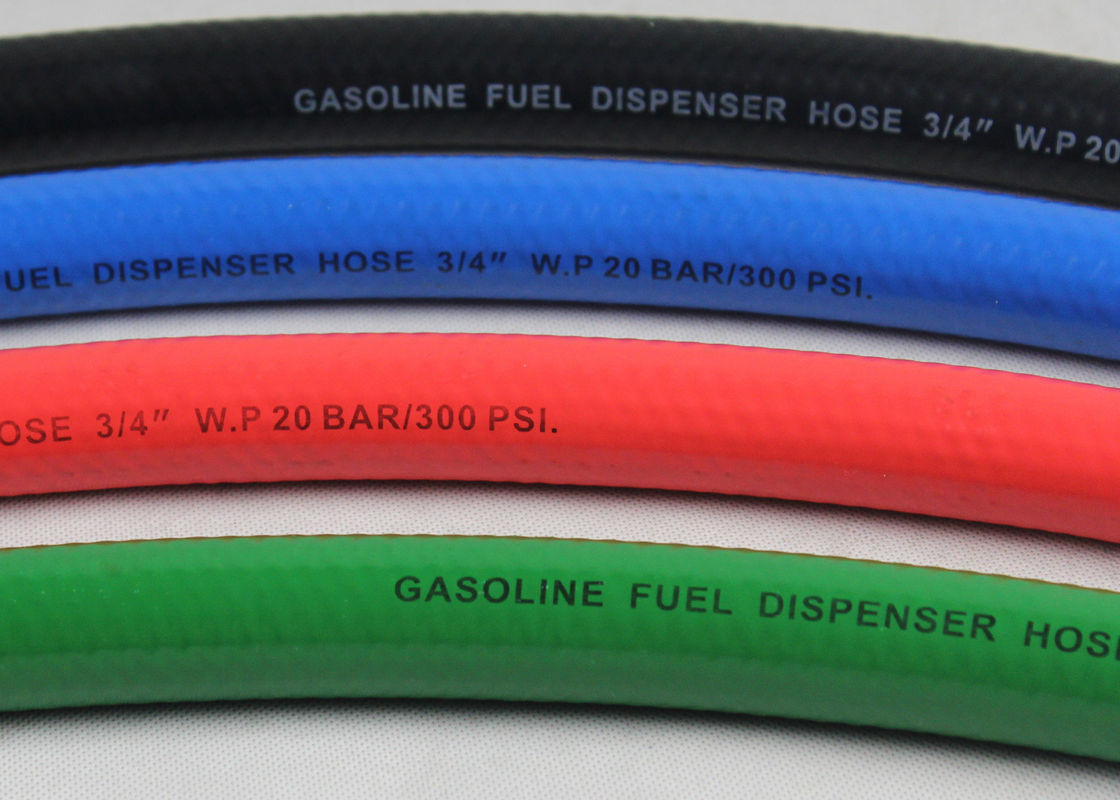 GASOLINE FUEL DISPENSER HOSE 3/4" W.P 20
FUEL DISPENSER HOSE 3/4" W.P 20 BAR/300 PSI.
OSE 3/4" W.P 20 BAR/300 PSI.
GASOLINE FUEL DISPENSER HOSE